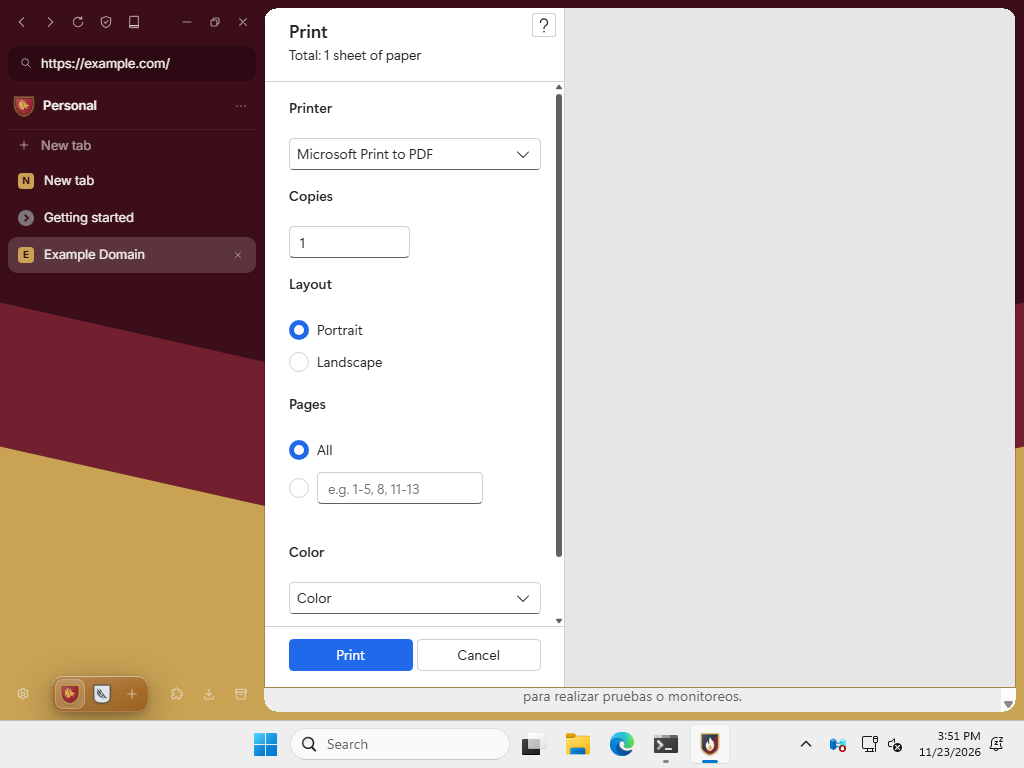 https://example.com/
Personal
New tab
N New tab
Getting started
E Example Domain
Print
?
Total: 1 sheet of paper
Printer
Microsoft Print to PDF
Copies
1
Layout
Portrait
Landscape
Pages
All
e.g. 1-5, 8, 11-13
Color
Color
Print
Cancel
para realizar pruebas o monitoreos.
Search
3:51 PM
11/23/2026